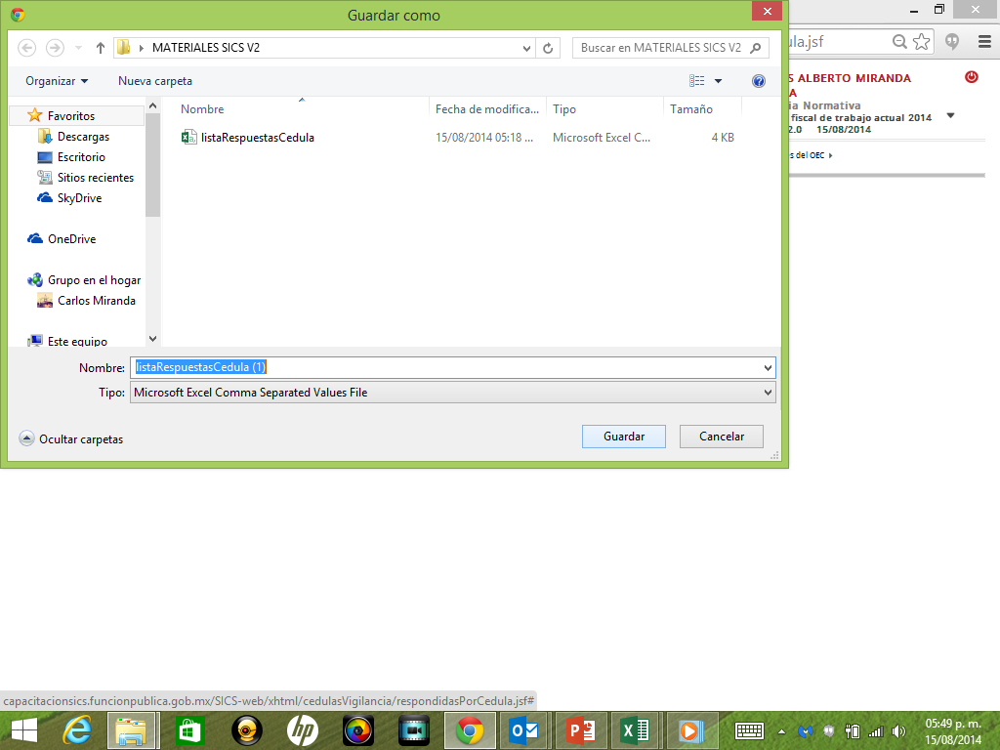 Guardar como
MATERIALES SICS V2
Buscar en MATERIALES SICS V2
Organizar
Nueva carpeta
Favoritos
Descargas
Escritorio
Sitios recientes
SkyDrive
OneDrive
Grupo en el hogar
Carlos Miranda
Este equipo
Nombre
Fecha de modifica...
Tipo
Tamaño
listaRespuestasCedula
15/08/2014 05:18 ...
Microsoft Excel C...
4 KB
Nombre:
listaRespuestasCedula (1)
Tipo:
Microsoft Excel Comma Separated Values File
Ocultar carpetas
Guardar
Cancelar
ula.jsf
S ALBERTO MIRANDA
A
ia Normativa
fiscal de trabajo actual 2014
2.0 15/08/2014
s del OEC
capacitacionsics.funcionpublica.gob.mx/SICS-web/xhtml/cedulasVigilancia/respondidasPorCedula.jsf#
05:49 p. m.
15/08/2014